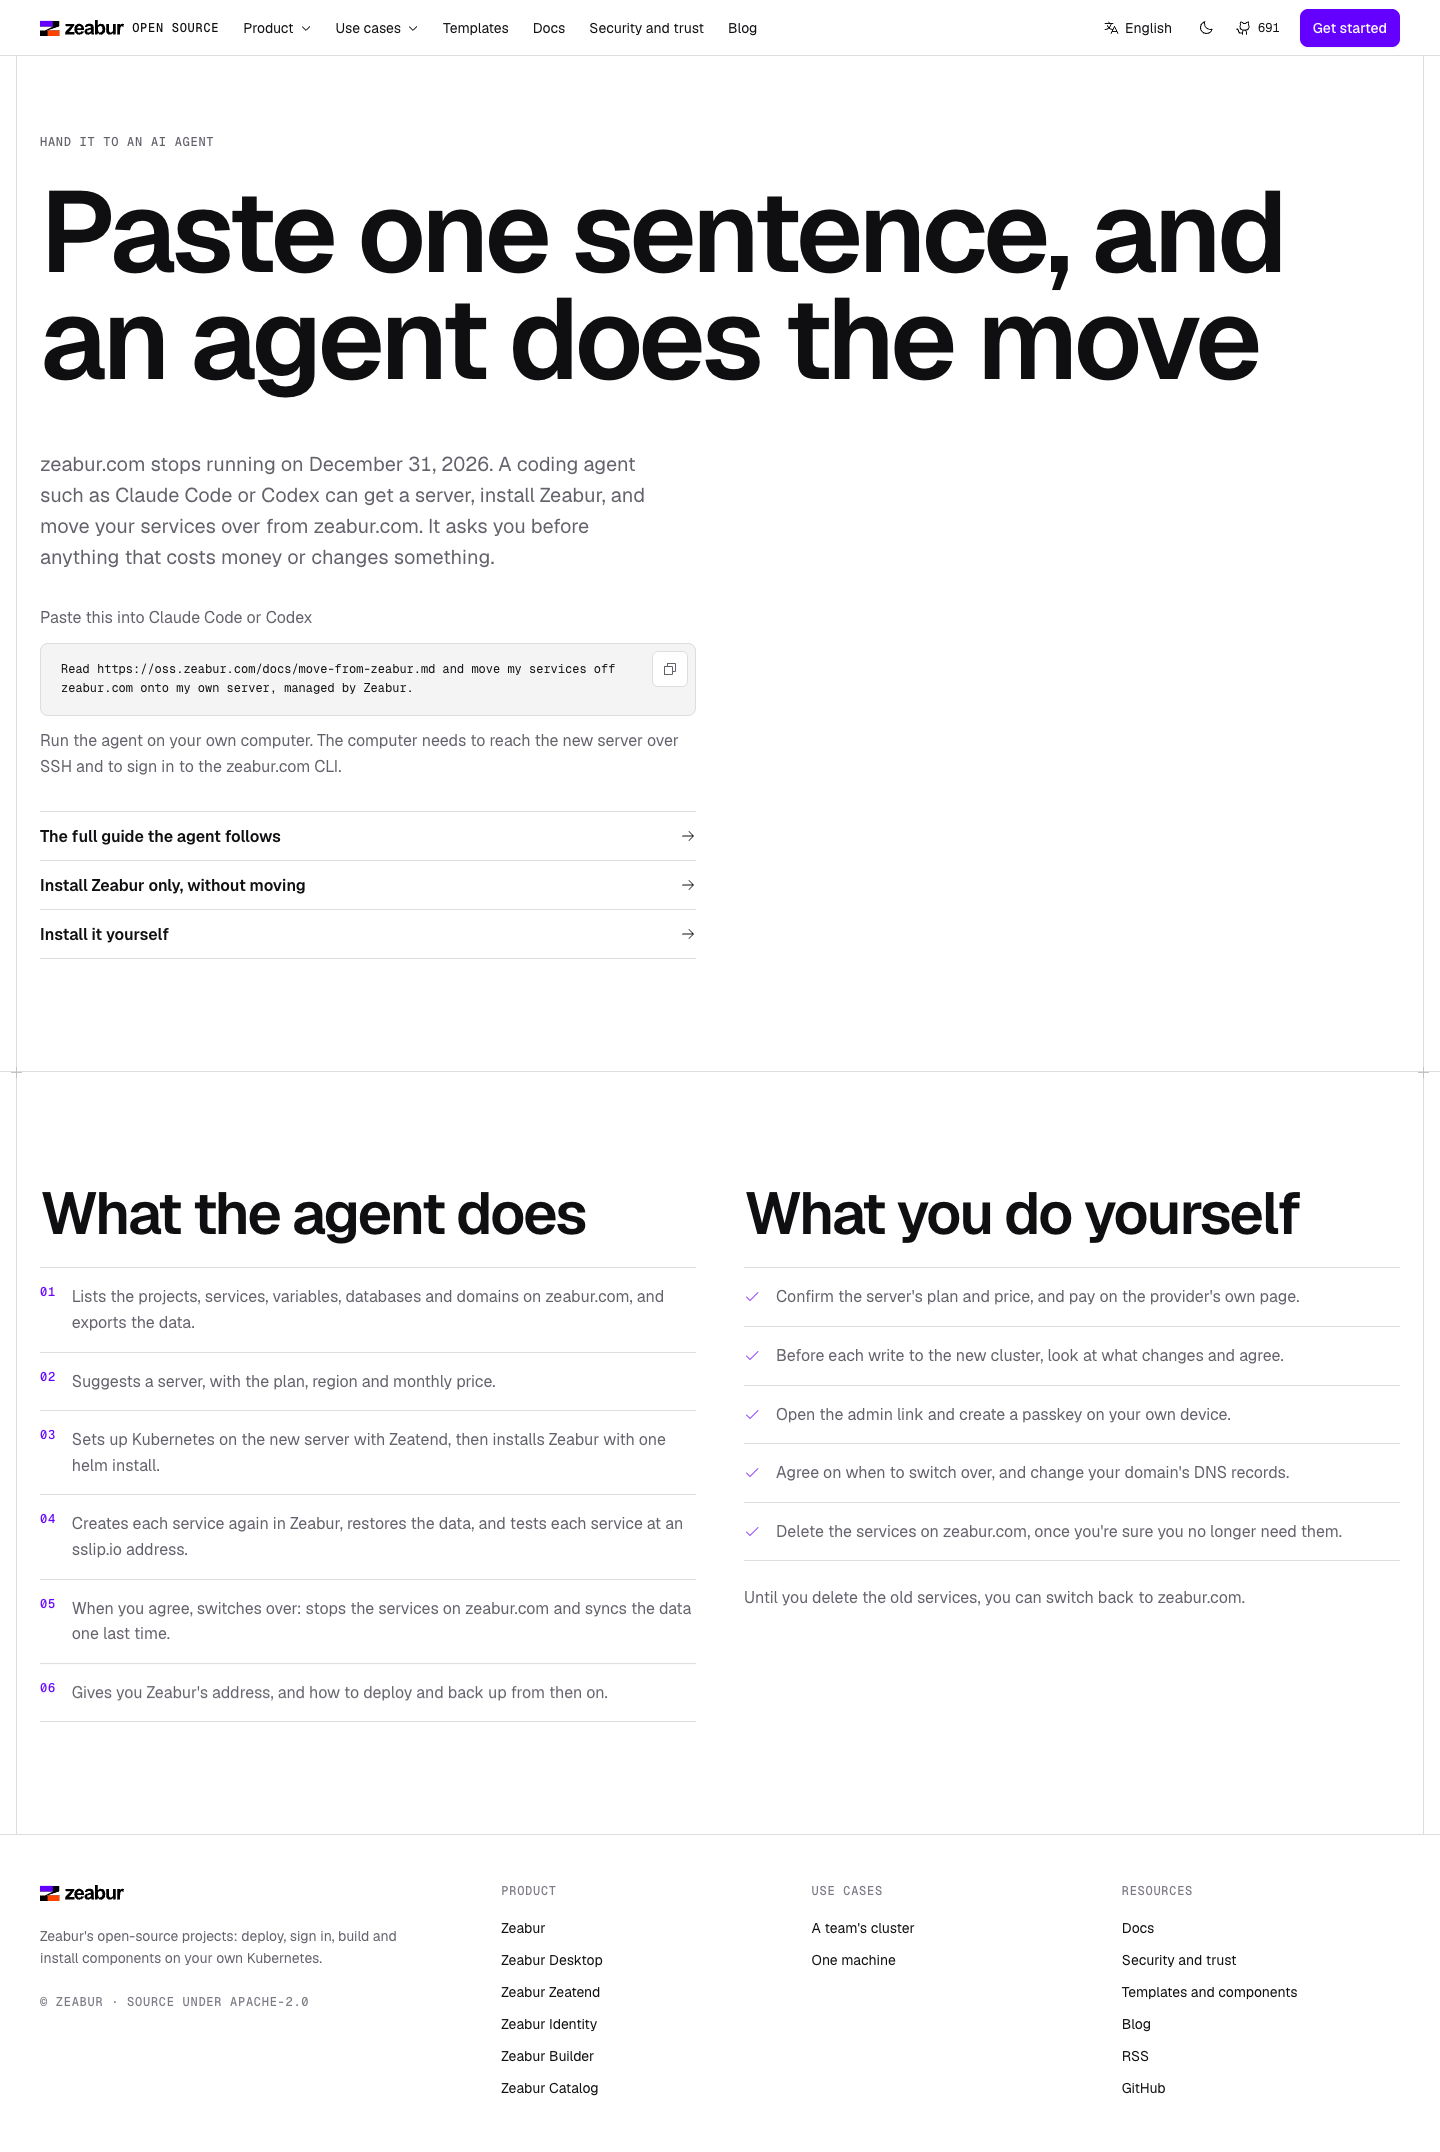 zeabur OPEN SOURCE Product Use cases Templates Docs Security and trust Blog English 691 Get started
HAND IT TO AN AI AGENT
Paste one sentence, and
an agent does the move
zeabur.com stops running on December 31, 2026. A coding agent
such as Claude Code or Codex can get a server, install Zeabur, and
move your services over from zeabur.com. It asks you before
anything that costs money or changes something.
Paste this into Claude Code or Codex
Read https://oss.zeabur.com/docs/move-from-zeabur.md and move my services off
zeabur.com onto my own server, managed by Zeabur.
Run the agent on your own computer. The computer needs to reach the new server over
SSH and to sign in to the zeabur.com CLI.
The full guide the agent follows
Install Zeabur only, without moving
Install it yourself
What the agent does
01 Lists the projects, services, variables, databases and domains on zeabur.com, and
exports the data.
02 Suggests a server, with the plan, region and monthly price.
03 Sets up Kubernetes on the new server with Zeatend, then installs Zeabur with one
helm install.
04 Creates each service again in Zeabur, restores the data, and tests each service at an
sslip.io address.
05 When you agree, switches over: stops the services on zeabur.com and syncs the data
one last time.
06 Gives you Zeabur's address, and how to deploy and back up from then on.
What you do yourself
Confirm the server's plan and price, and pay on the provider's own page.
Before each write to the new cluster, look at what changes and agree.
Open the admin link and create a passkey on your own device.
Agree on when to switch over, and change your domain's DNS records.
Delete the services on zeabur.com, once you're sure you no longer need them.
Until you delete the old services, you can switch back to zeabur.com.
zeabur
Zeabur's open-source projects: deploy, sign in, build and
install components on your own Kubernetes.
© ZEABUR · SOURCE UNDER APACHE-2.0
PRODUCT
Zeabur
Zeabur Desktop
Zeabur Zeatend
Zeabur Identity
Zeabur Builder
Zeabur Catalog
USE CASES
A team's cluster
One machine
RESOURCES
Docs
Security and trust
Templates and components
Blog
RSS
GitHub